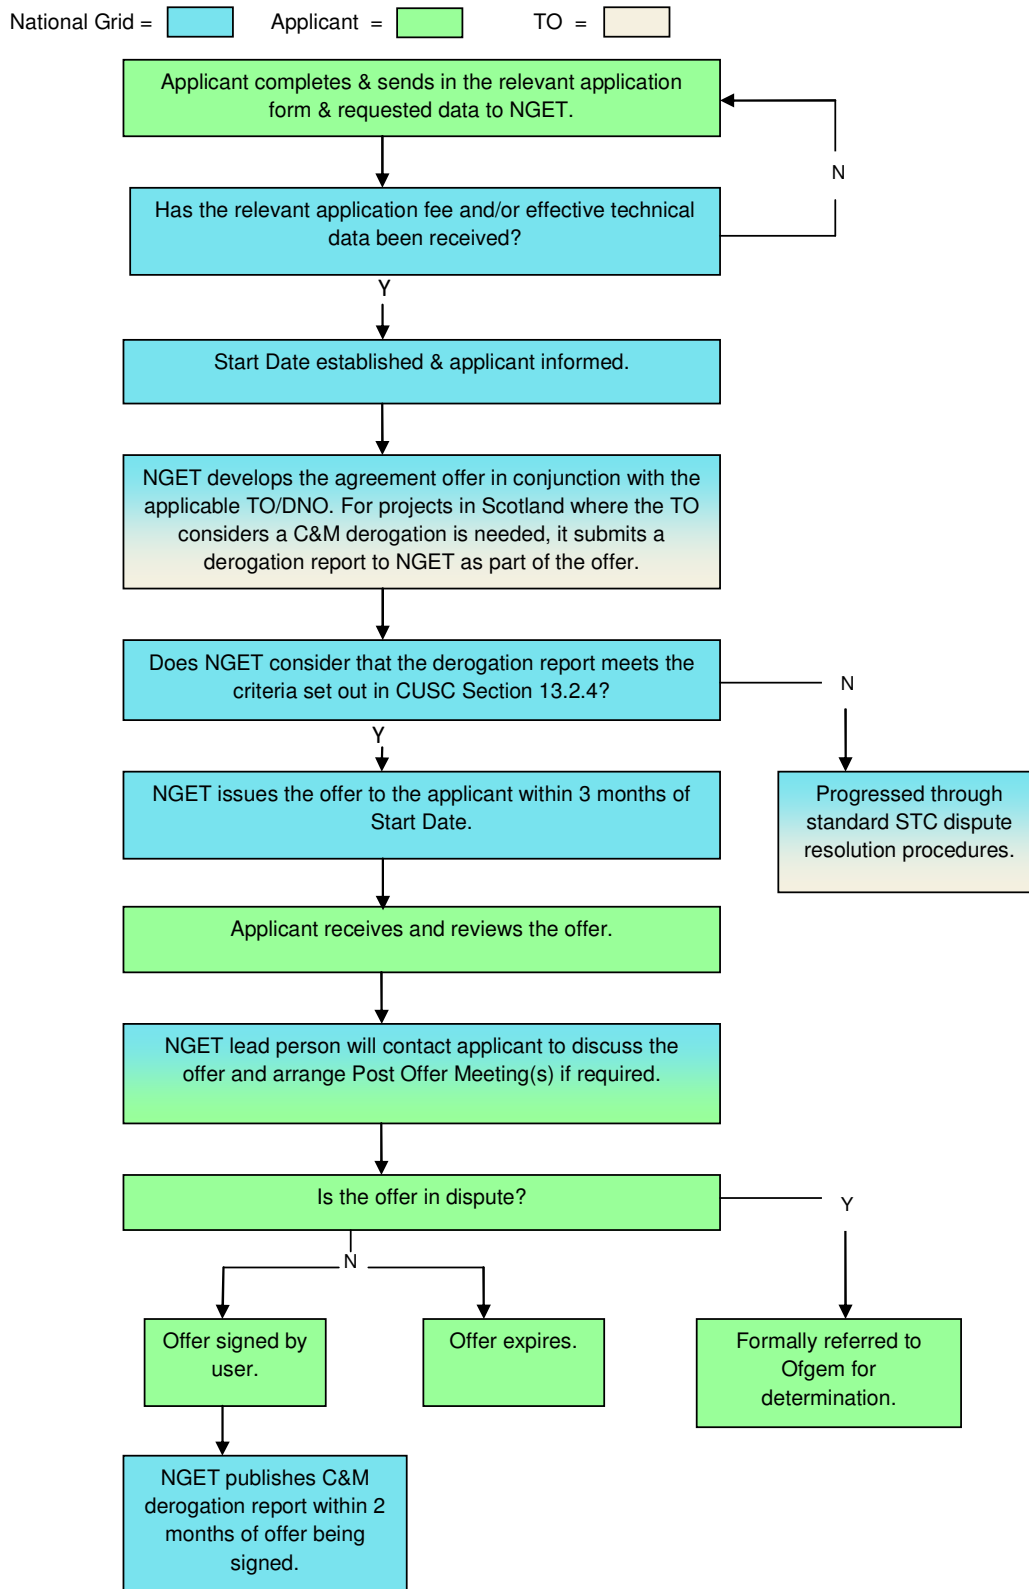 National Grid = Applicant = TO =
Applicant completes & sends in the relevant application
form & requested data to NGET.
N
Has the relevant application fee and/or effective technical
data been received?
Y
Start Date established & applicant informed.
NGET develops the agreement offer in conjunction with the
applicable TO/DNO. For projects in Scotland where the TO
considers a C&M derogation is needed, it submits a
derogation report to NGET as part of the offer.
Does NGET consider that the derogation report meets the
criteria set out in CUSC Section 13.2.4?
N
Y
NGET issues the offer to the applicant within 3 months of
Start Date.
Progressed through
standard STC dispute
resolution procedures.
Applicant receives and reviews the offer.
NGET lead person will contact applicant to discuss the
offer and arrange Post Offer Meeting(s) if required.
Is the offer in dispute?
Y
N
Offer signed by
user.
Offer expires.
Formally referred to
Ofgem for
determination.
NGET publishes C&M
derogation report within 2
months of offer being
signed.